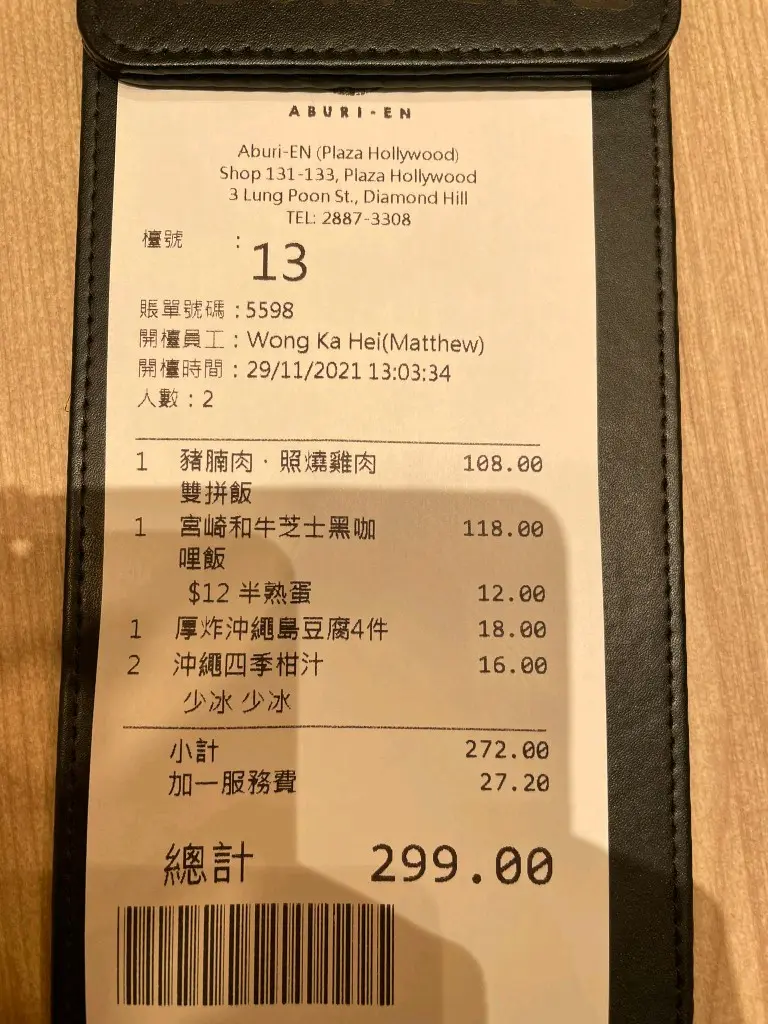 ABURI-EN
Aburi-EN (Plaza Hollywood)
Shop 131-133, Plaza Hollywood
3 Lung Poon St., Diamond Hill
TEL: 2887-3308
檯號 : 13
賬單號碼 : 5598
開檯員工 : Wong Ka Hei(Matthew)
開檯時間 : 29/11/2021 13:03:34
人數 : 2
1 豬腩肉‧照燒雞肉 108.00
雙拼飯
1 宮崎和牛芝士黑咖 118.00
哩飯
$12 半熟蛋 12.00
1 厚炸沖繩島豆腐4件 18.00
2 沖繩四季柑汁 16.00
少冰 少冰
小計 272.00
加一服務費 27.20
總計 299.00